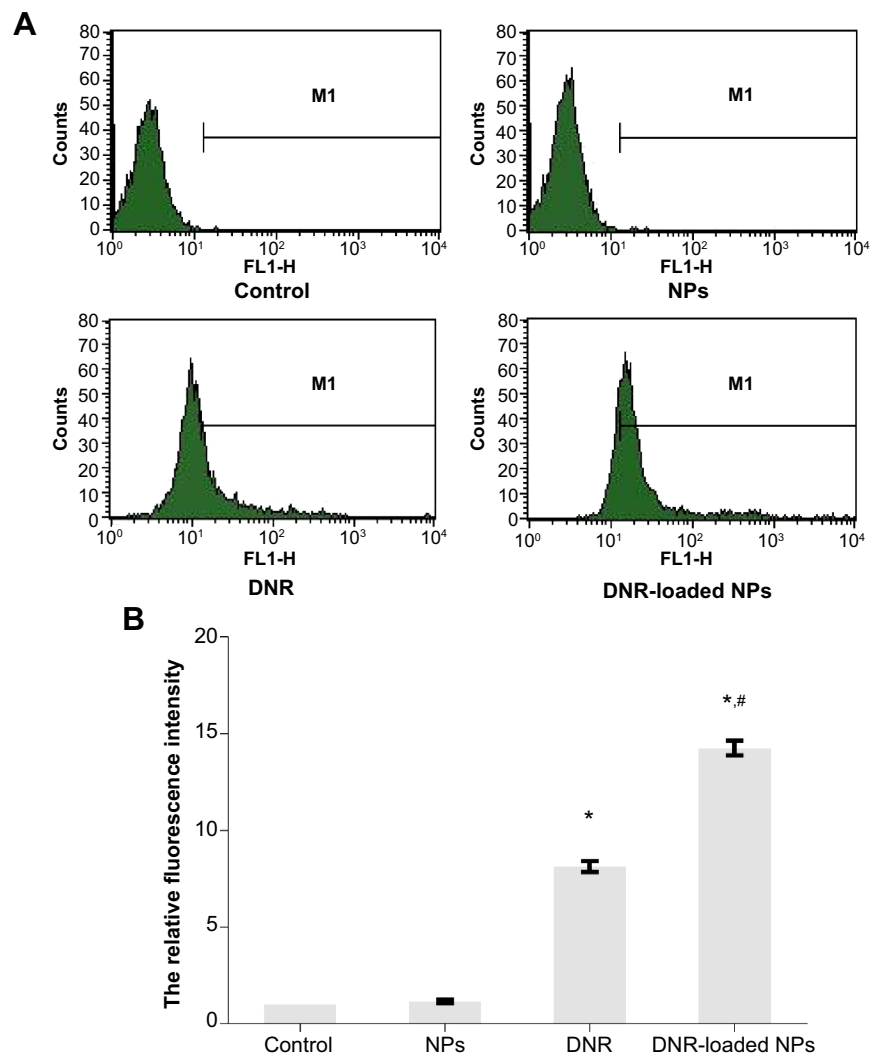 A
80
70
60
50
40
30
20
10
0
Counts
M1
10⁰ 10¹ 10² 10³ 10⁴
FL1-H
Control
80
70
60
50
40
30
20
10
0
Counts
M1
10⁰ 10¹ 10² 10³ 10⁴
FL1-H
NPs
80
70
60
50
40
30
20
10
0
Counts
M1
10⁰ 10¹ 10² 10³ 10⁴
FL1-H
DNR
80
70
60
50
40
30
20
10
0
Counts
M1
10⁰ 10¹ 10² 10³ 10⁴
FL1-H
DNR-loaded NPs
B
The relative fluorescence intensity
20
15
10
5
0
*
*,#
Control NPs DNR DNR-loaded NPs